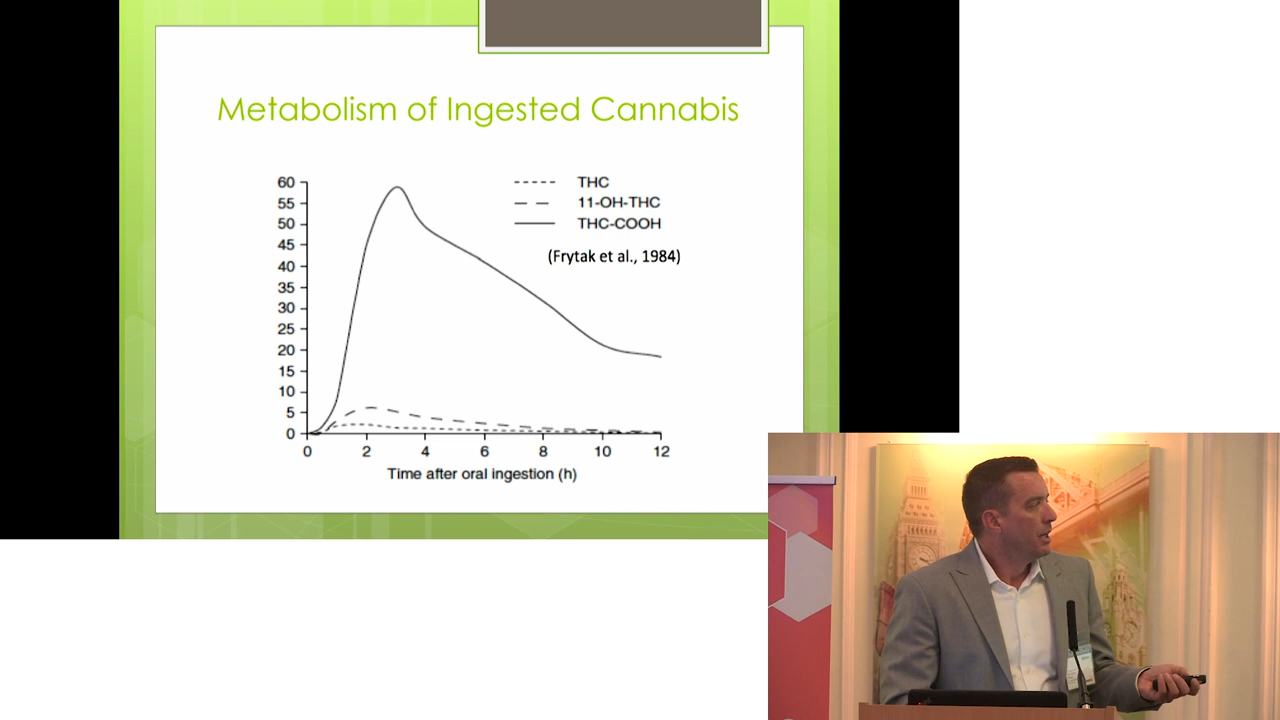 Metabolism of Ingested Cannabis
60
55
50
45
40
35
30
25
20
15
10
5
0
THC
11-OH-THC
THC-COOH
(Frytak et al., 1984)
0 2 4 6 8 10 12
Time after oral ingestion (h)